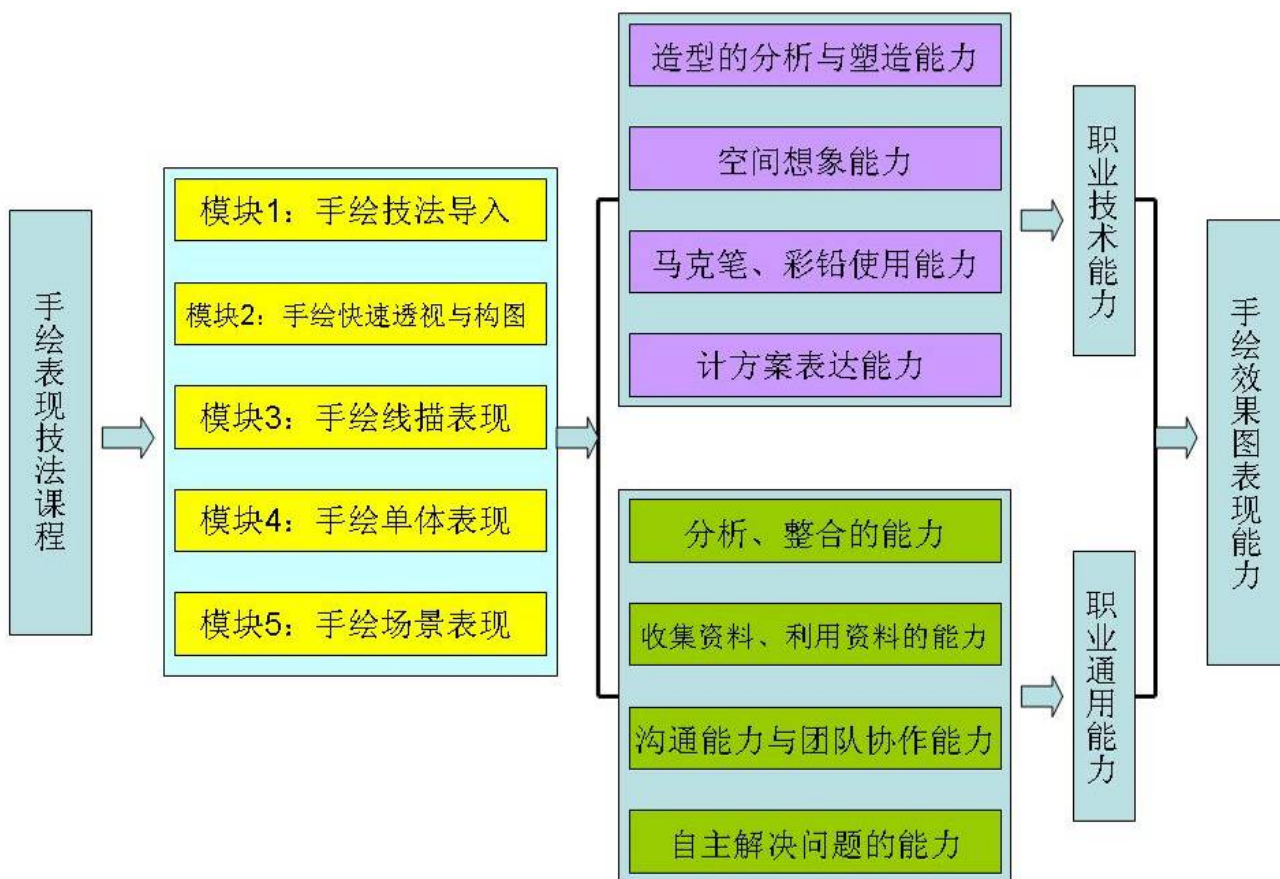 手绘表现技法课程
模块1：手绘技法导入
模块2：手绘快速透视与构图
模块3：手绘线描表现
模块4：手绘单体表现
模块5：手绘场景表现
造型的分析与塑造能力
空间想象能力
马克笔、彩铅使用能力
计方案表达能力
分析、整合的能力
收集资料、利用资料的能力
沟通能力与团队协作能力
自主解决问题的能力
职业技术能力
职业通用能力
手绘效果图表现能力